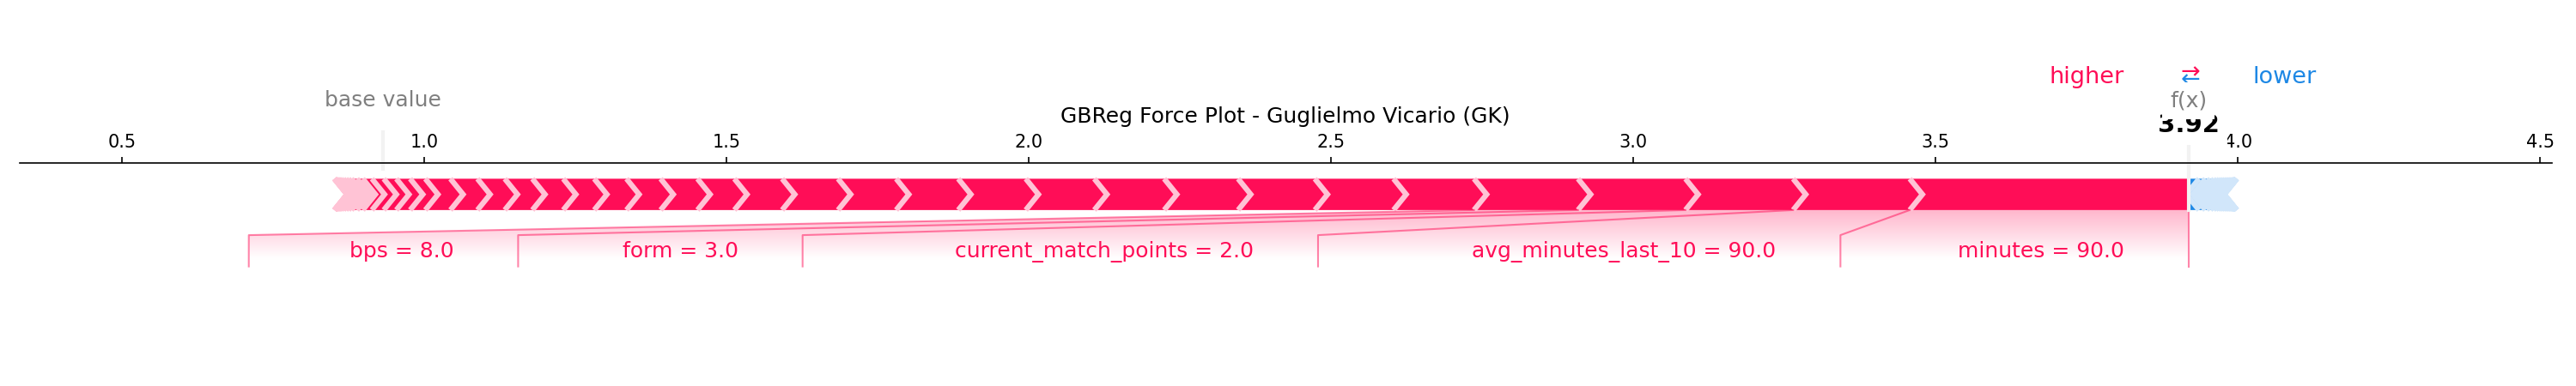 higher ⇄ lower
base value f(x)
GBReg Force Plot - Guglielmo Vicario (GK)
3.92
0.5 1.0 1.5 2.0 2.5 3.0 3.5 4.0 4.5
bps = 8.0 form = 3.0 current_match_points = 2.0 avg_minutes_last_10 = 90.0 minutes = 90.0